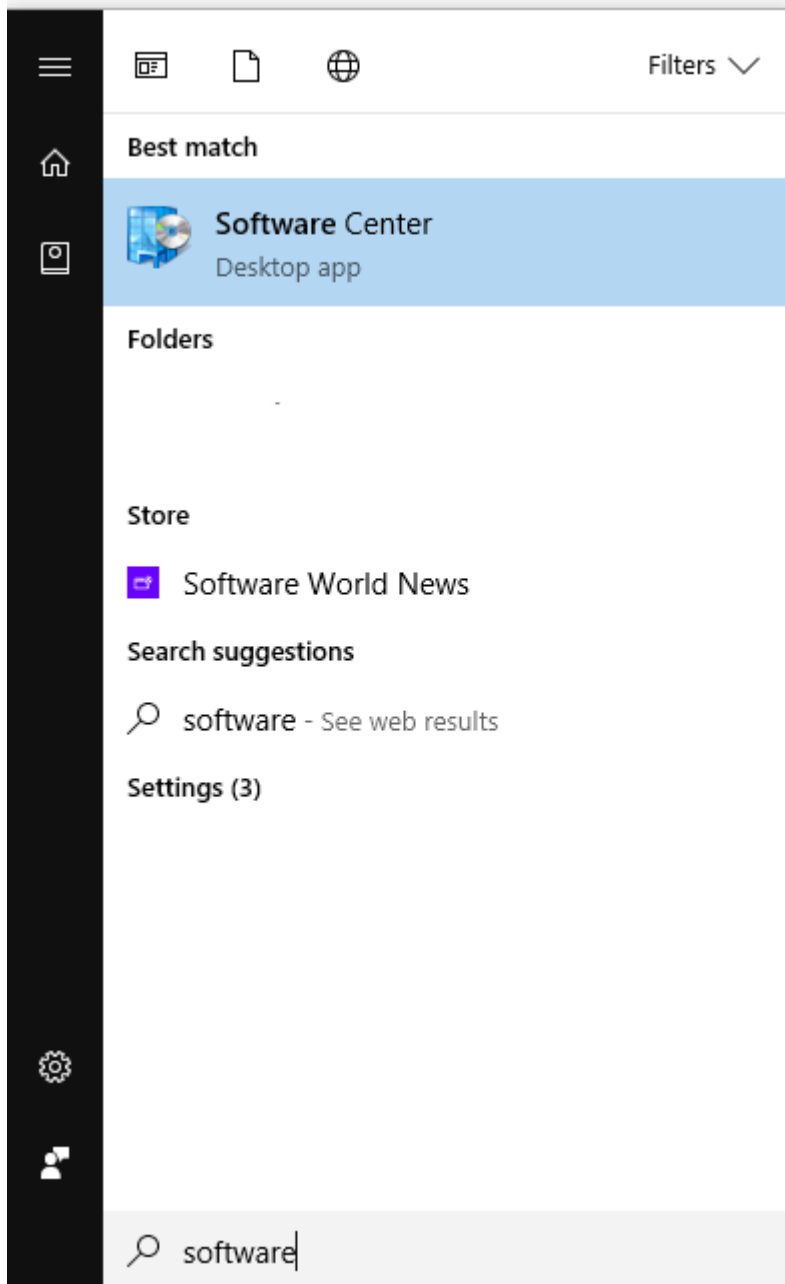 Filters
Best match
Software Center
Desktop app
Folders
Store
Software World News
Search suggestions
software - See web results
Settings (3)
software